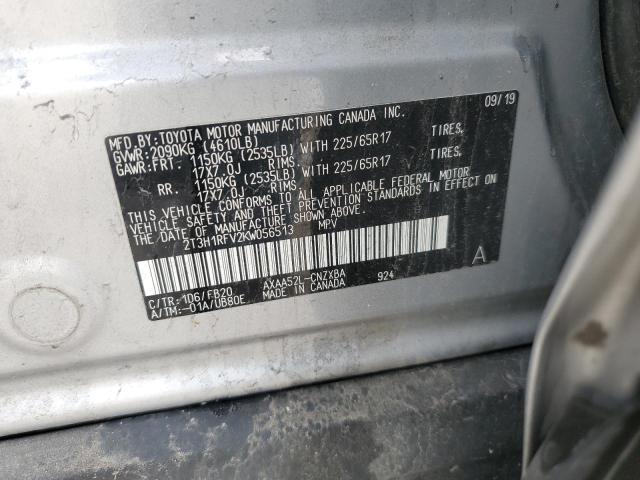 MFD.BY:TOYOTA MOTOR MANUFACTURING CANADA INC. 09/19
GVWR:2090KG (4610LB)
GAWR:FRT. 1150KG (2535LB) WITH 225/65R17 TIRES,
17X7.0J RIMS,
RR. 1150KG (2535LB) WITH 225/65R17 TIRES,
17X7.0J RIMS
THIS VEHICLE CONFORMS TO ALL APPLICABLE FEDERAL MOTOR
VEHICLE SAFETY AND THEFT PREVENTION STANDARDS IN EFFECT ON
THE DATE OF MANUFACTURE SHOWN ABOVE.
2T3H1RFV2KW056513 MPV
A
C/TR:1D6/FB20 AXAA52L-CNZXBA 924
A/TM:-01A/UB80E MADE IN CANADA